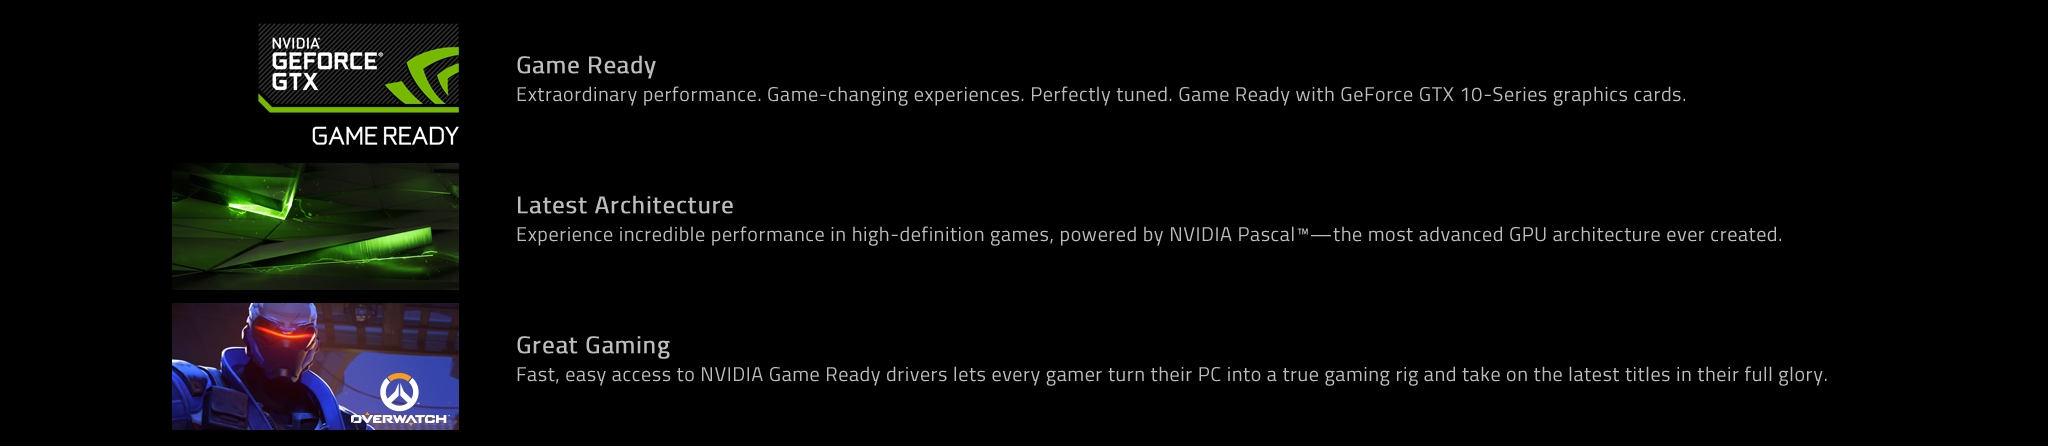 NVIDIA®
GEFORCE®
GTX
GAME READY
Game Ready
Extraordinary performance. Game-changing experiences. Perfectly tuned. Game Ready with GeForce GTX 10-Series graphics cards.
Latest Architecture
Experience incredible performance in high-definition games, powered by NVIDIA Pascal™—the most advanced GPU architecture ever created.
Great Gaming
Fast, easy access to NVIDIA Game Ready drivers lets every gamer turn their PC into a true gaming rig and take on the latest titles in their full glory.
OVERWATCH